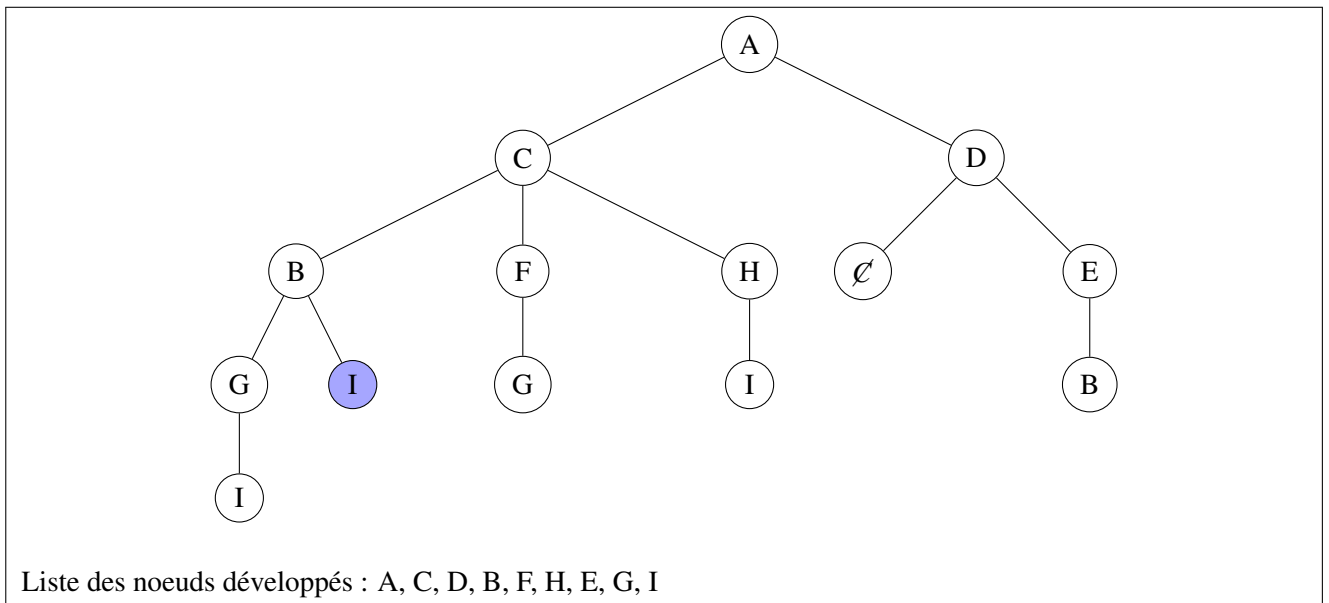 A
C D
B F H C̸ E
G I G I B
I
Liste des noeuds développés : A, C, D, B, F, H, E, G, I